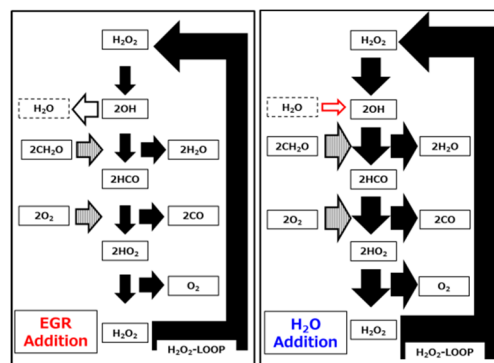 H₂O₂
H₂O
2OH
2CH₂O
2H₂O
2HCO
2O₂
2CO
2HO₂
O₂
EGR
Addition
H₂O₂
H₂O₂-LOOP
H₂O₂
H₂O
2OH
2CH₂O
2H₂O
2HCO
2O₂
2CO
2HO₂
O₂
H₂O
Addition
H₂O₂
H₂O₂-LOOP